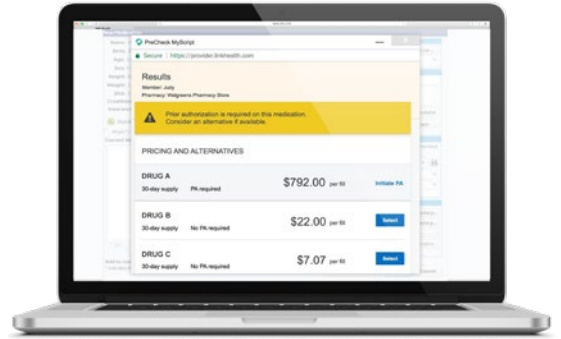 PreCheck MyScript
Secure | https://provider.linkhealth.com
Results
Member: Judy
Pharmacy: Walgreens Pharmacy Store
Prior authorization is required on this medication.
Consider an alternative if available.
PRICING AND ALTERNATIVES
DRUG A
30-day supply PA required $792.00 per fill Initiate PA
DRUG B
30-day supply No PA required $22.00 per fill Select
DRUG C
30-day supply No PA required $7.07 per fill Select